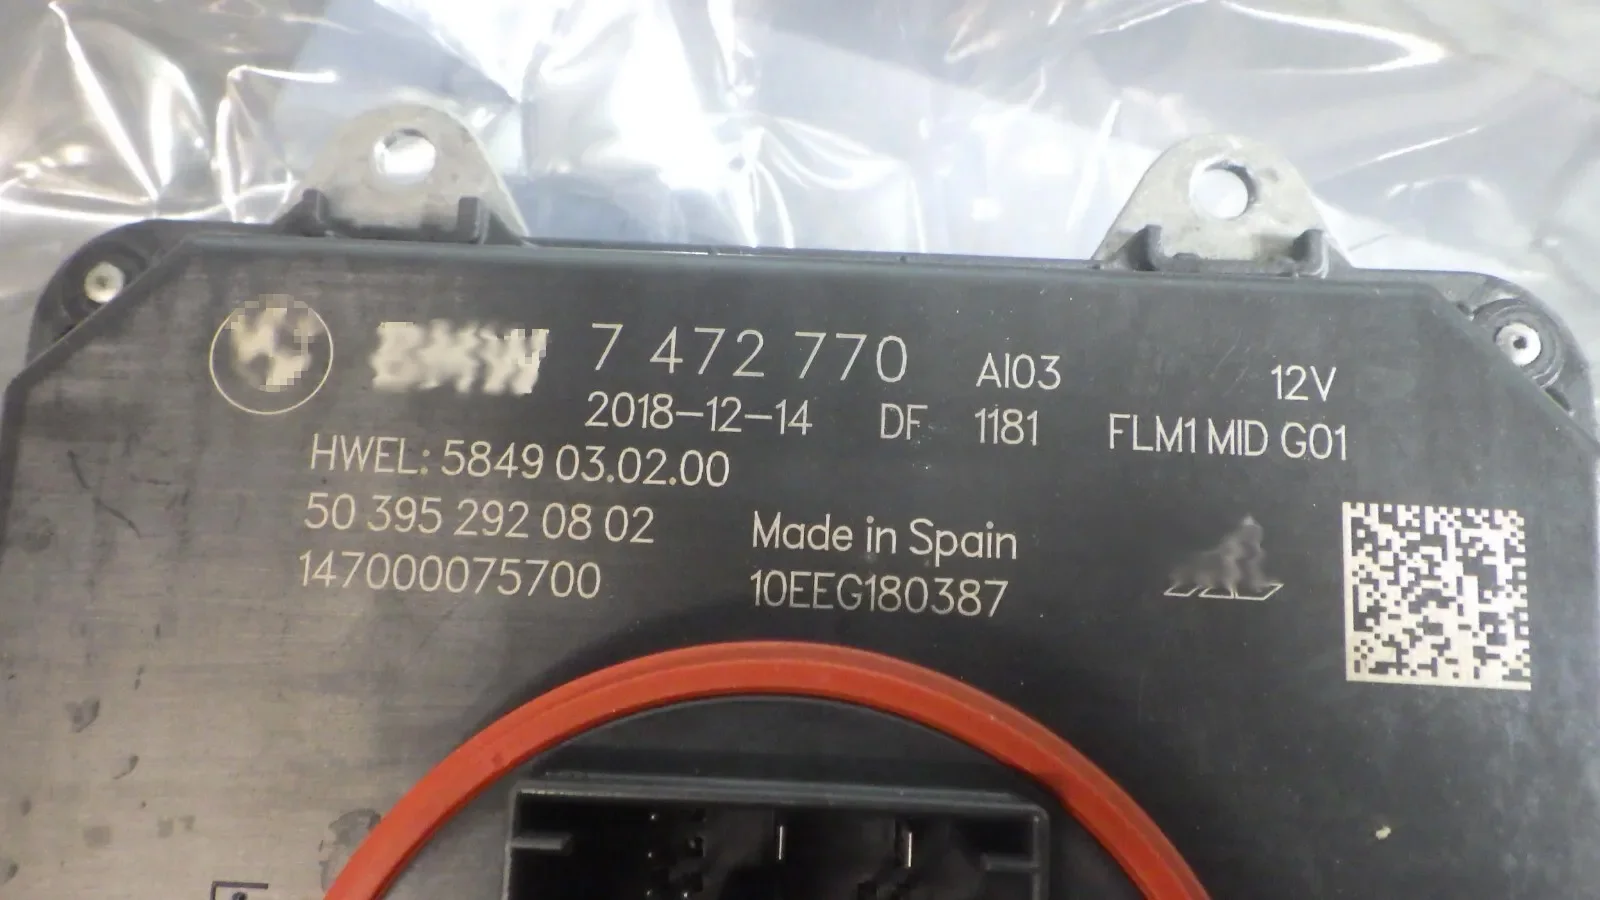 BMW 7 472 770 AI03 12V
2018-12-14 DF 1181 FLM1 MID G01
HWEL: 5849 03.02.00
50 395 292 08 02
Made in Spain
147000075700
10EEG180387